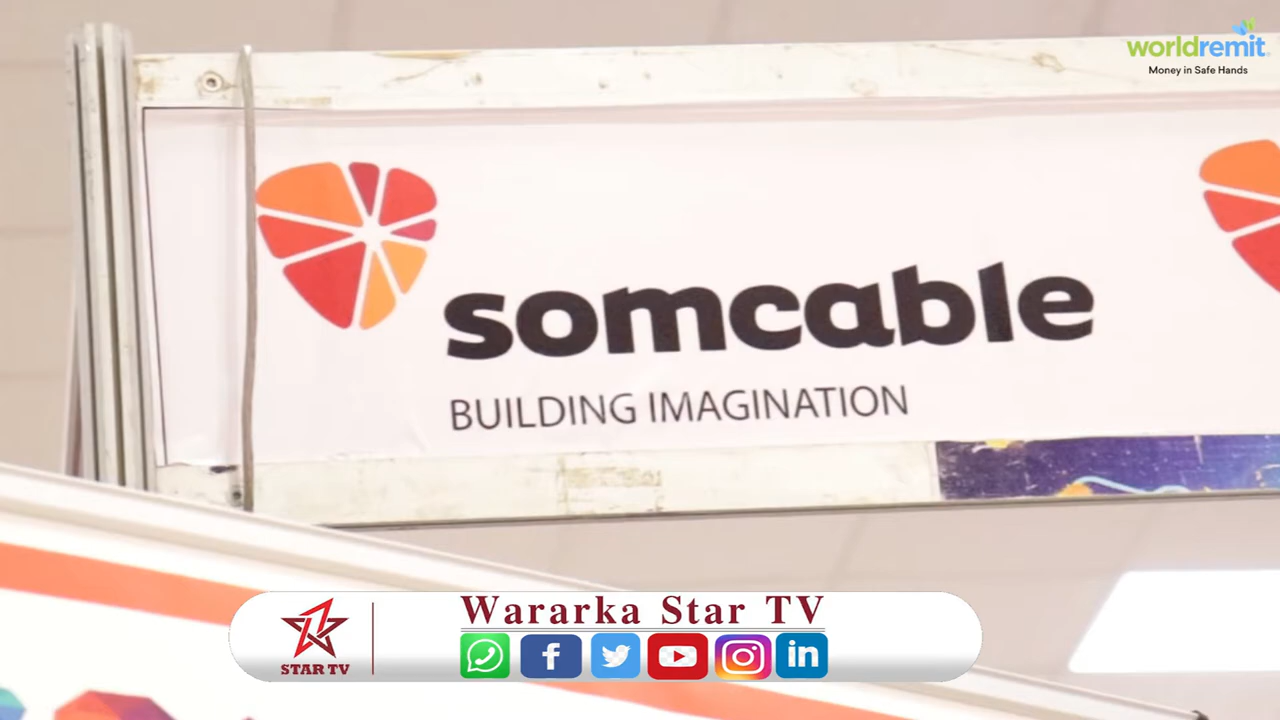 worldremit
Money in Safe Hands
somcable
BUILDING IMAGINATION
Wararka Star TV
STAR TV